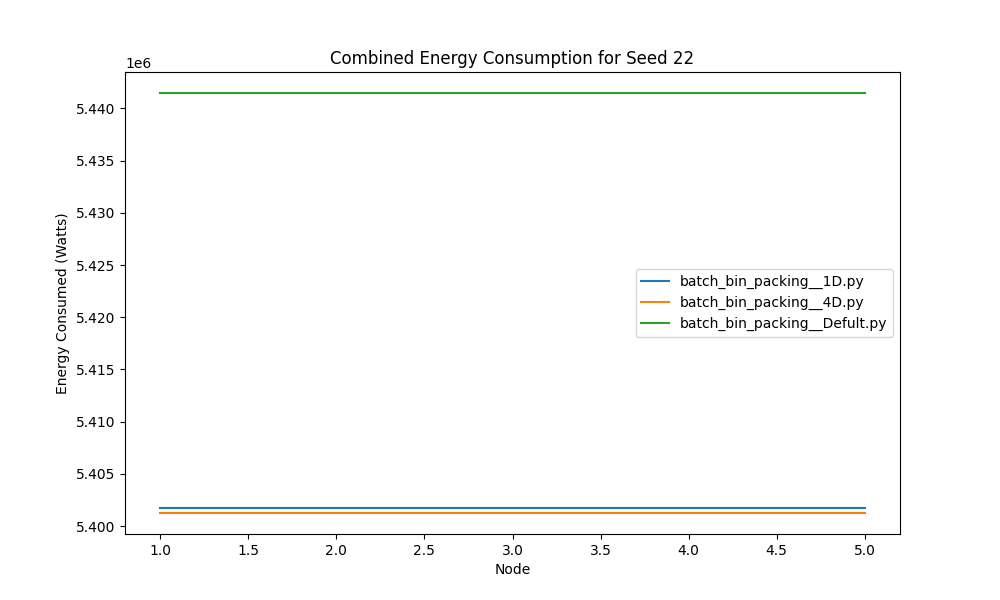 Combined Energy Consumption for Seed 22
1e6
5.440
5.435
5.430
5.425
5.420
5.415
5.410
5.405
5.400
Energy Consumed (Watts)
batch_bin_packing__1D.py
batch_bin_packing__4D.py
batch_bin_packing__Defult.py
1.0 1.5 2.0 2.5 3.0 3.5 4.0 4.5 5.0
Node